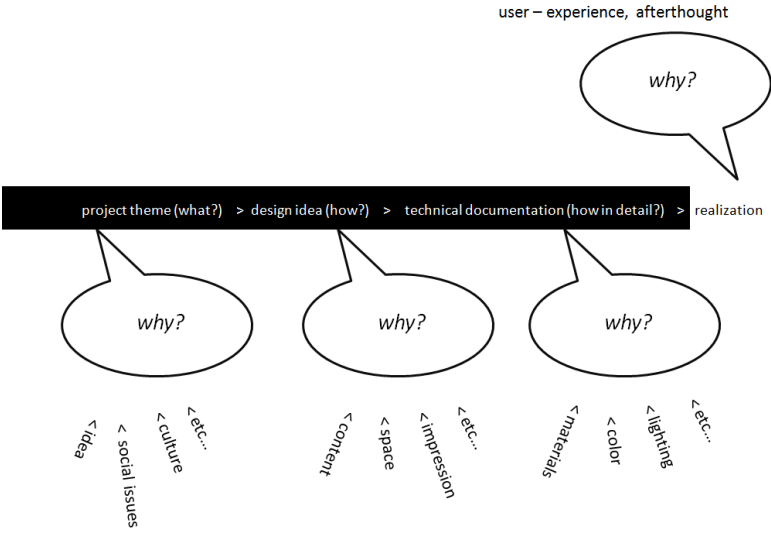 user – experience, afterthought
why?
project theme (what?) > design idea (how?) > technical documentation (how in detail?) > realization
why?
why?
why?
< idea
< social issues
< culture
< etc...
< content
< space
< impression
< etc...
< materials
< color
< lighting
< etc...